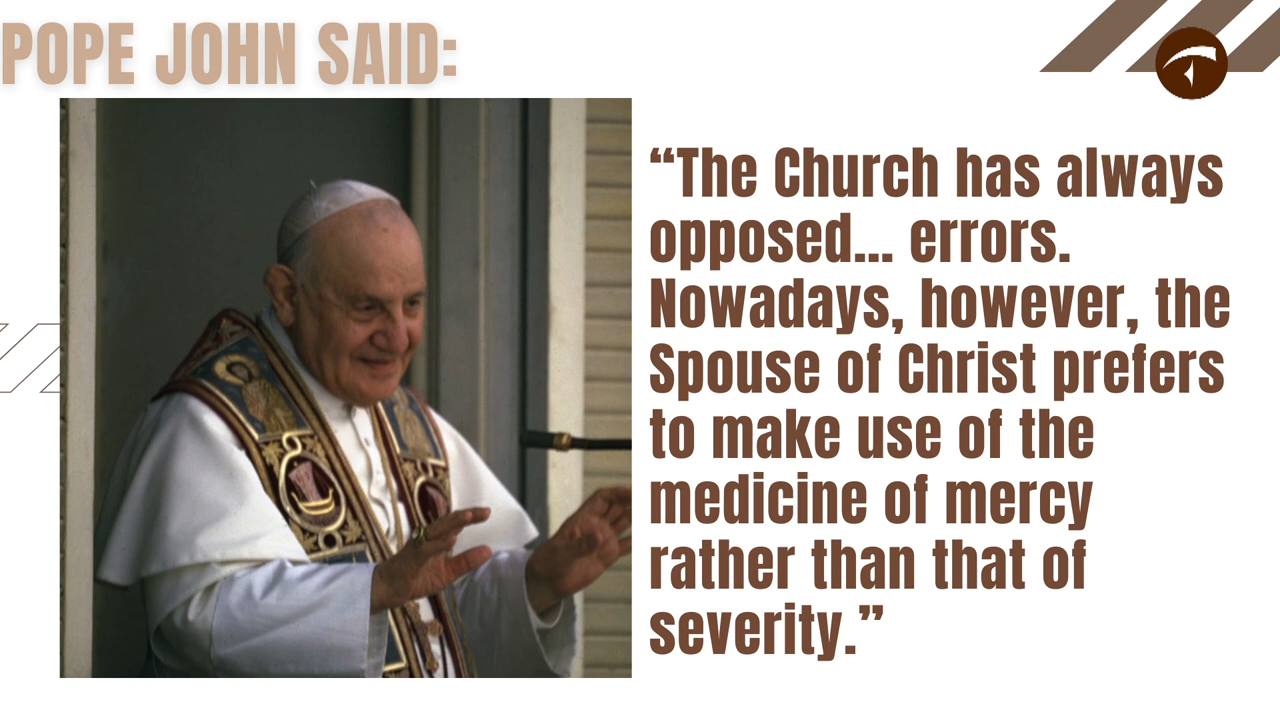 POPE JOHN SAID:
“The Church has always
opposed... errors.
Nowadays, however, the
Spouse of Christ prefers
to make use of the
medicine of mercy
rather than that of
severity.”